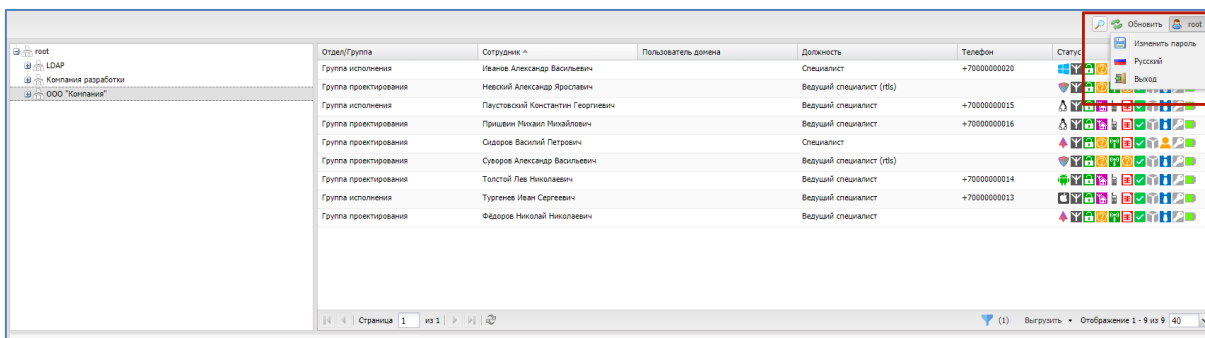 Обновить root
Изменить пароль
Русский
Выход
root
LDAP
Компания разработки
ООО "Компания"
Отдел/Группа Сотрудник Пользователь домена Должность Телефон Статус
Группа исполнения Иванов Александр Васильевич Специалист +70000000020
Группа проектирования Невский Александр Ярославич Ведущий специалист (rtls)
Группа исполнения Паустовский Константин Георгиевич Ведущий специалист +70000000015
Группа проектирования Пришвин Михаил Михайлович Ведущий специалист +70000000016
Группа проектирования Сидоров Василий Петрович Специалист
Группа проектирования Суворов Александр Васильевич Ведущий специалист (rtls)
Группа проектирования Толстой Лев Николаевич Ведущий специалист +70000000014
Группа исполнения Тургенев Иван Сергеевич Ведущий специалист +70000000013
Группа проектирования Фёдоров Николай Николаевич Ведущий специалист
Страница 1 из 1 (1) Выгрузить Отображение 1 - 9 из 9 40